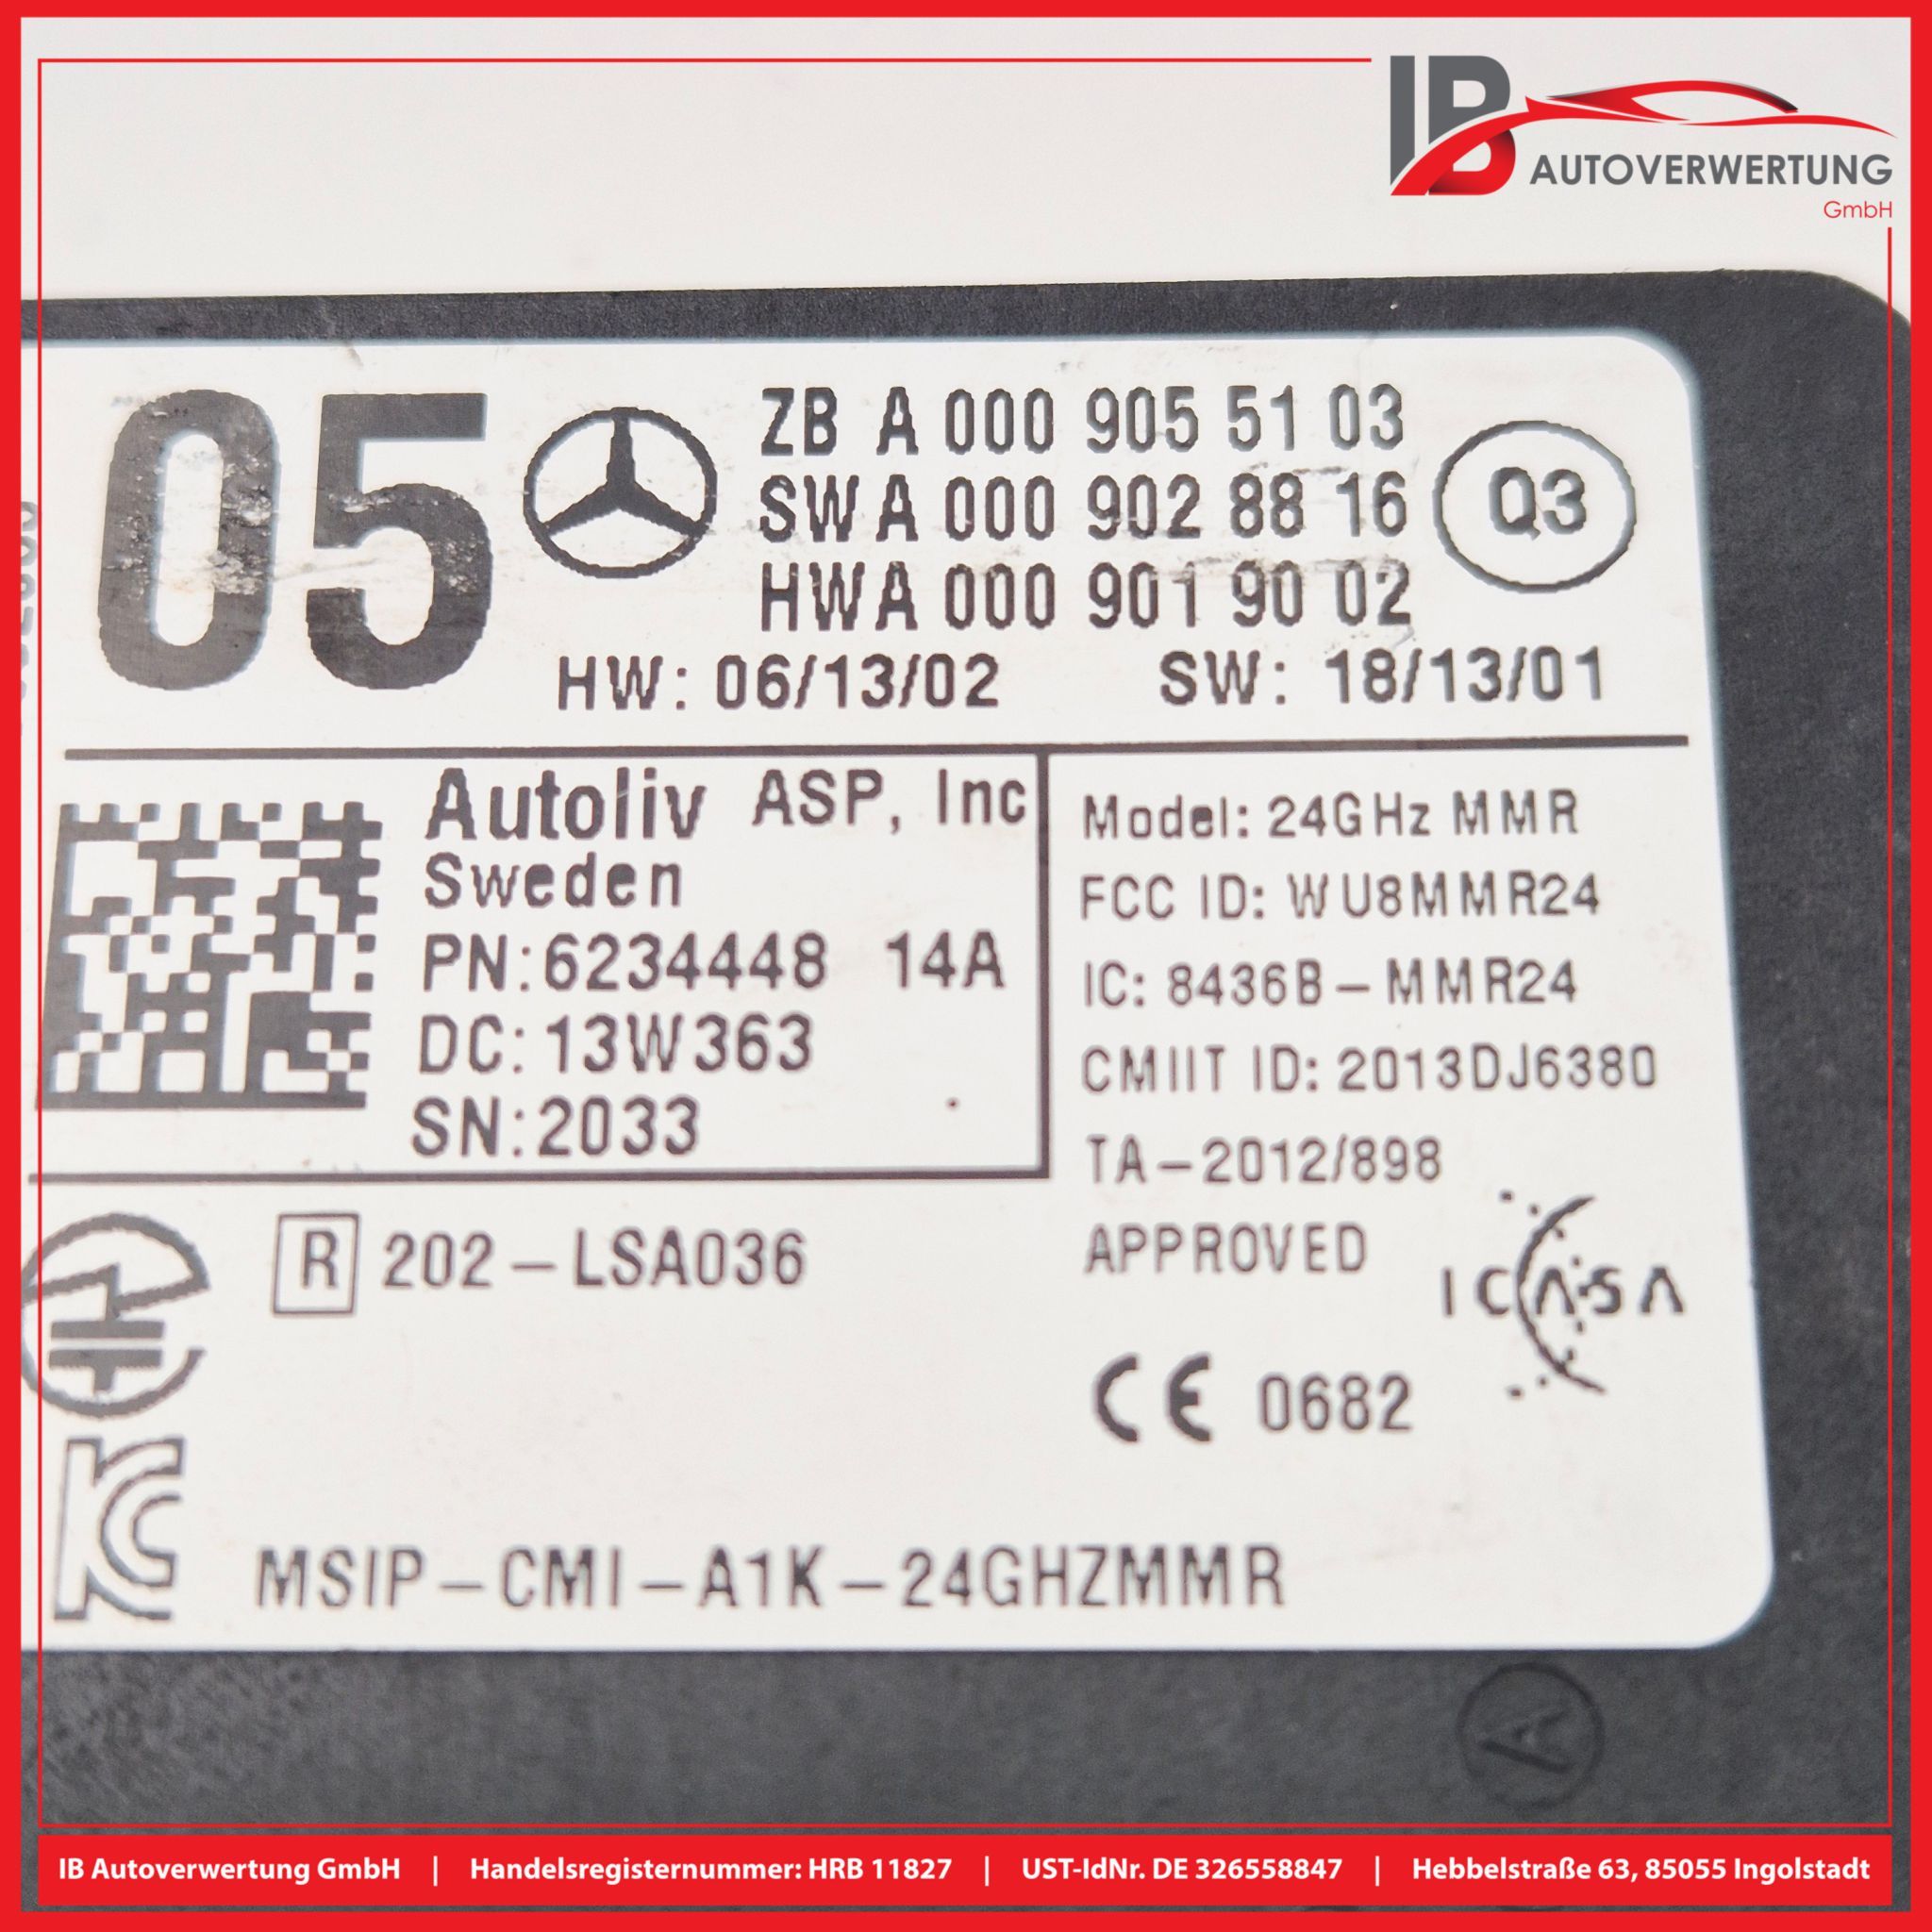 IB
AUTOVERWERTUNG
GmbH
05
ZB A 000 905 51 03
SW A 000 902 88 16
HW A 000 901 90 02
Q3
HW: 06/13/02 SW: 18/13/01
Autoliv ASP, Inc
Sweden
PN:6234448 14A
DC:13W363
SN:2033
Model: 24GHz MMR
FCC ID: WU8MMR24
IC: 8436B-MMR24
CMIIT ID: 2013DJ6380
TA-2012/898
APPROVED
ICASA
R 202-LSA036
CE 0682
KC
MSIP-CMI-A1K-24GHZMMR
A
IB Autoverwertung GmbH | Handelsregisternummer: HRB 11827 | UST-IdNr. DE 326558847 | Hebbelstraße 63, 85055 Ingolstadt